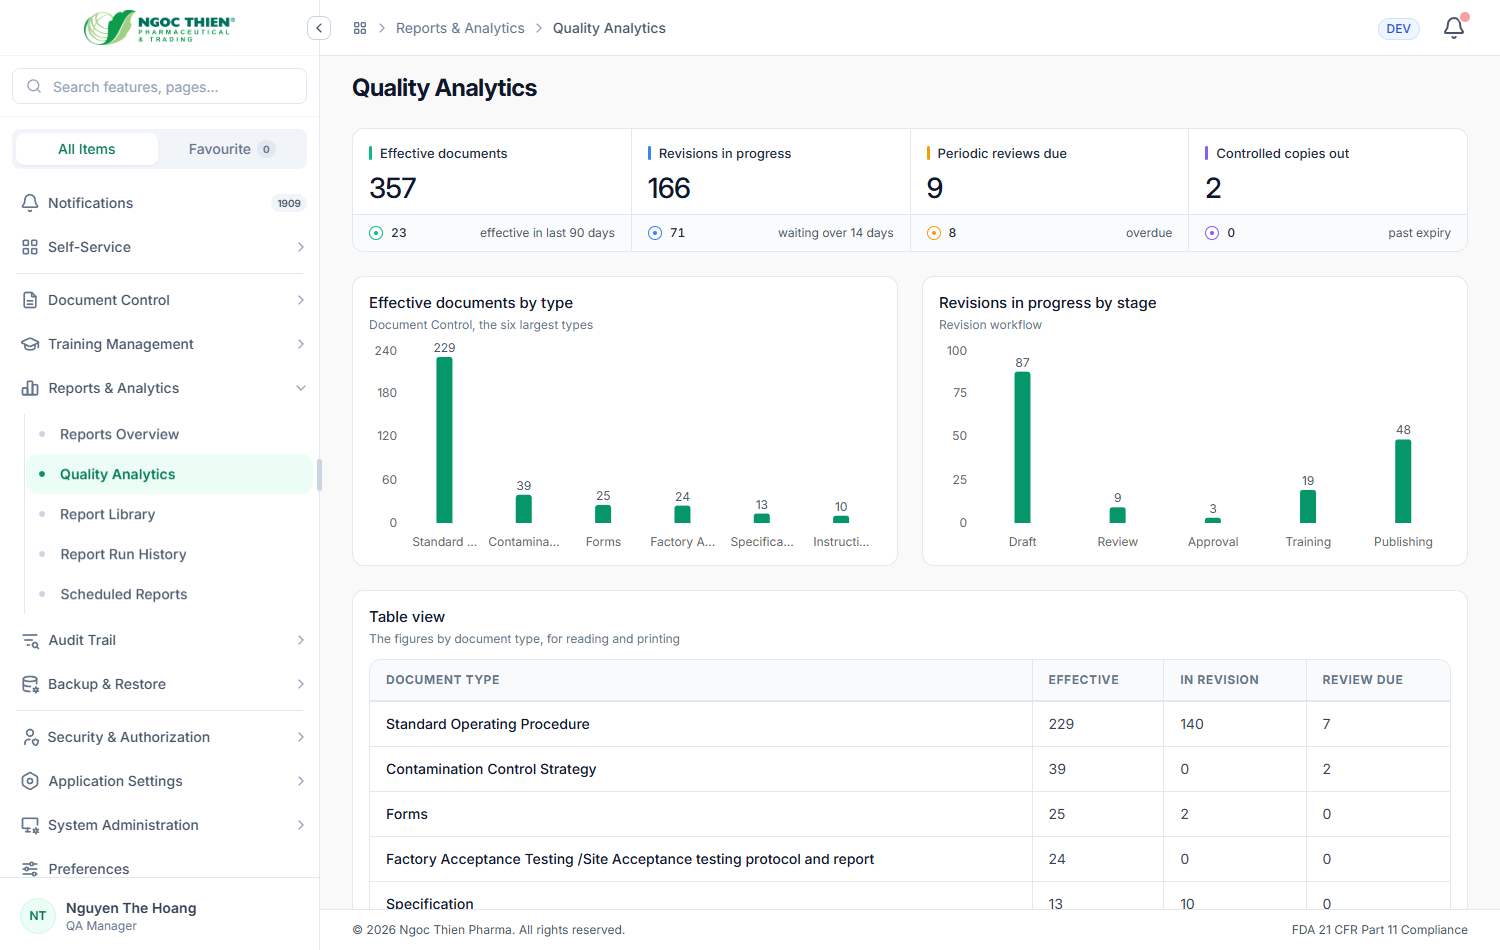 NGOC THIEN®
PHARMACEUTICAL
& TRADING
Search features, pages...
All Items
Favourite 0
Notifications 1909
Self-Service
Document Control
Training Management
Reports & Analytics
Reports Overview
Quality Analytics
Report Library
Report Run History
Scheduled Reports
Audit Trail
Backup & Restore
Security & Authorization
Application Settings
System Administration
Preferences
NT
Nguyen The Hoang
QA Manager
Reports & Analytics
Quality Analytics
DEV
Quality Analytics
Effective documents
357
23 effective in last 90 days
Revisions in progress
166
71 waiting over 14 days
Periodic reviews due
9
8 overdue
Controlled copies out
2
0 past expiry
Effective documents by type
Document Control, the six largest types
240
180
120
60
0
229
39
25
24
13
10
Standard ...
Contamina...
Forms
Factory A...
Specifica...
Instructi...
Revisions in progress by stage
Revision workflow
100
75
50
25
0
87
9
3
19
48
Draft
Review
Approval
Training
Publishing
Table view
The figures by document type, for reading and printing
DOCUMENT TYPE EFFECTIVE IN REVISION REVIEW DUE
Standard Operating Procedure 229 140 7
Contamination Control Strategy 39 0 2
Forms 25 2 0
Factory Acceptance Testing /Site Acceptance testing protocol and report 24 0 0
Specification 13 10 0
© 2026 Ngoc Thien Pharma. All rights reserved.
FDA 21 CFR Part 11 Compliance